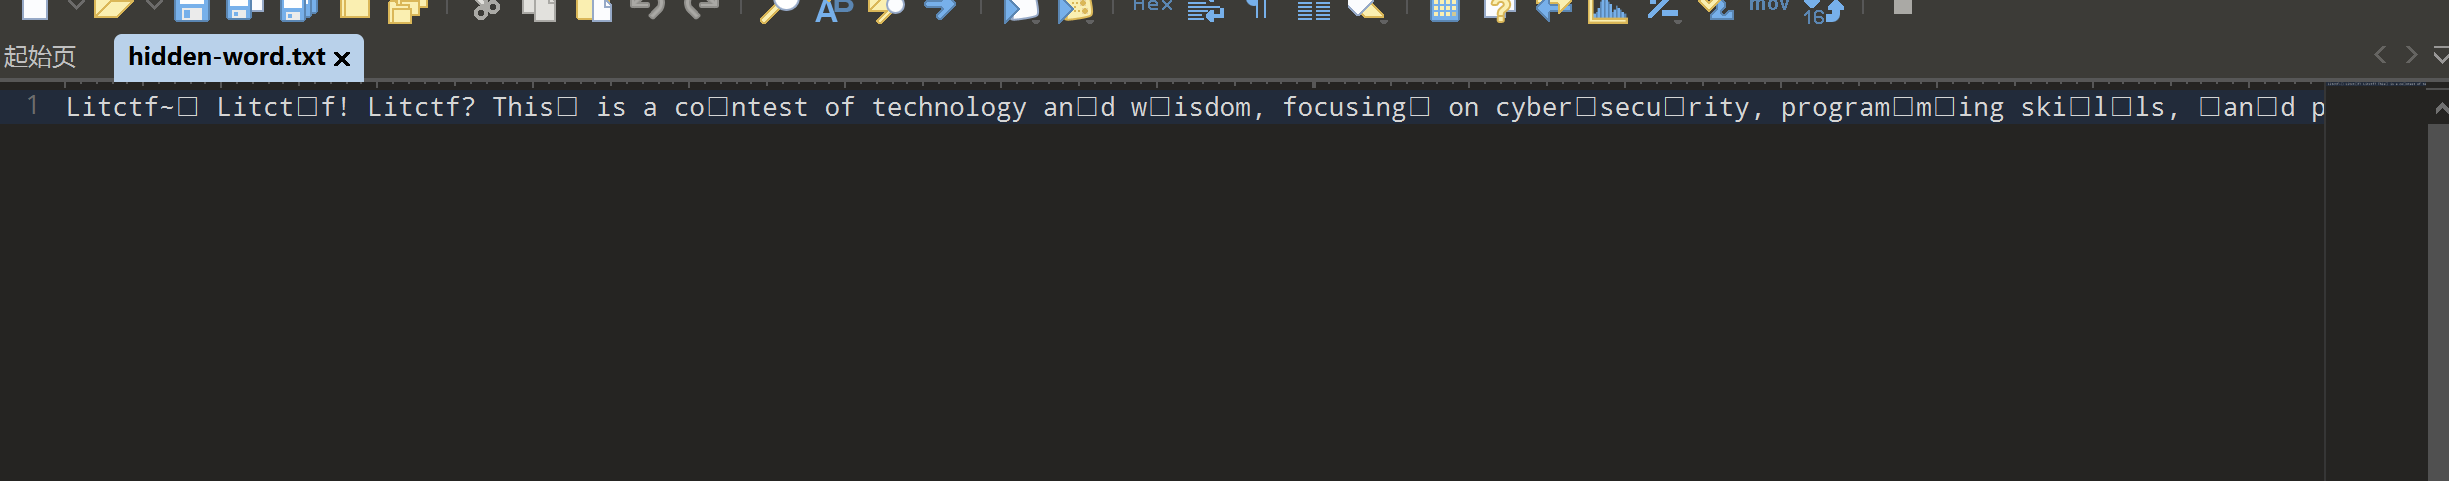 Hex
mov
16
起始页 hidden-word.txt
1 Litctf~□ Litct□f! Litctf? This□ is a co□ntest of technology an□d w□isdom, focusing□ on cyber□secu□rity, program□m□ing ski□l□ls, □an□d p